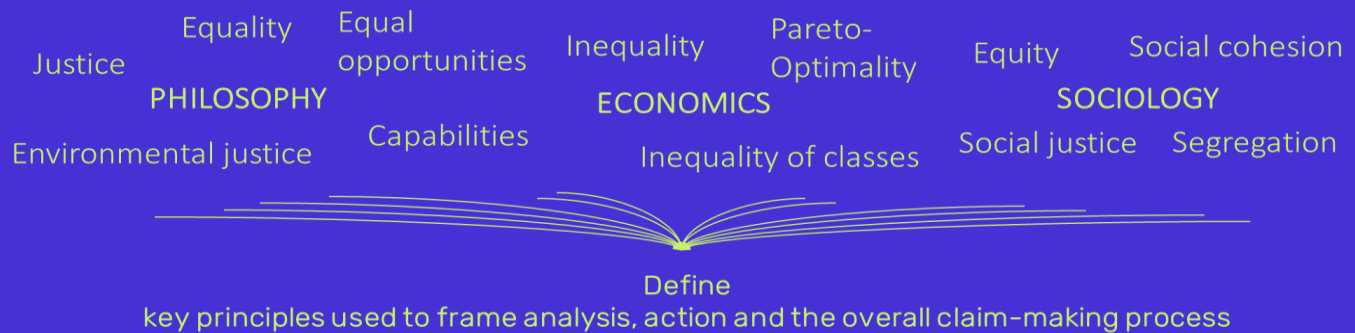 Equality
Equal
opportunities
Justice
PHILOSOPHY
Environmental justice
Capabilities
Inequality
Pareto-
Optimality
ECONOMICS
Inequality of classes
Equity
Social cohesion
SOCIOLOGY
Social justice
Segregation
Define
key principles used to frame analysis, action and the overall claim-making process